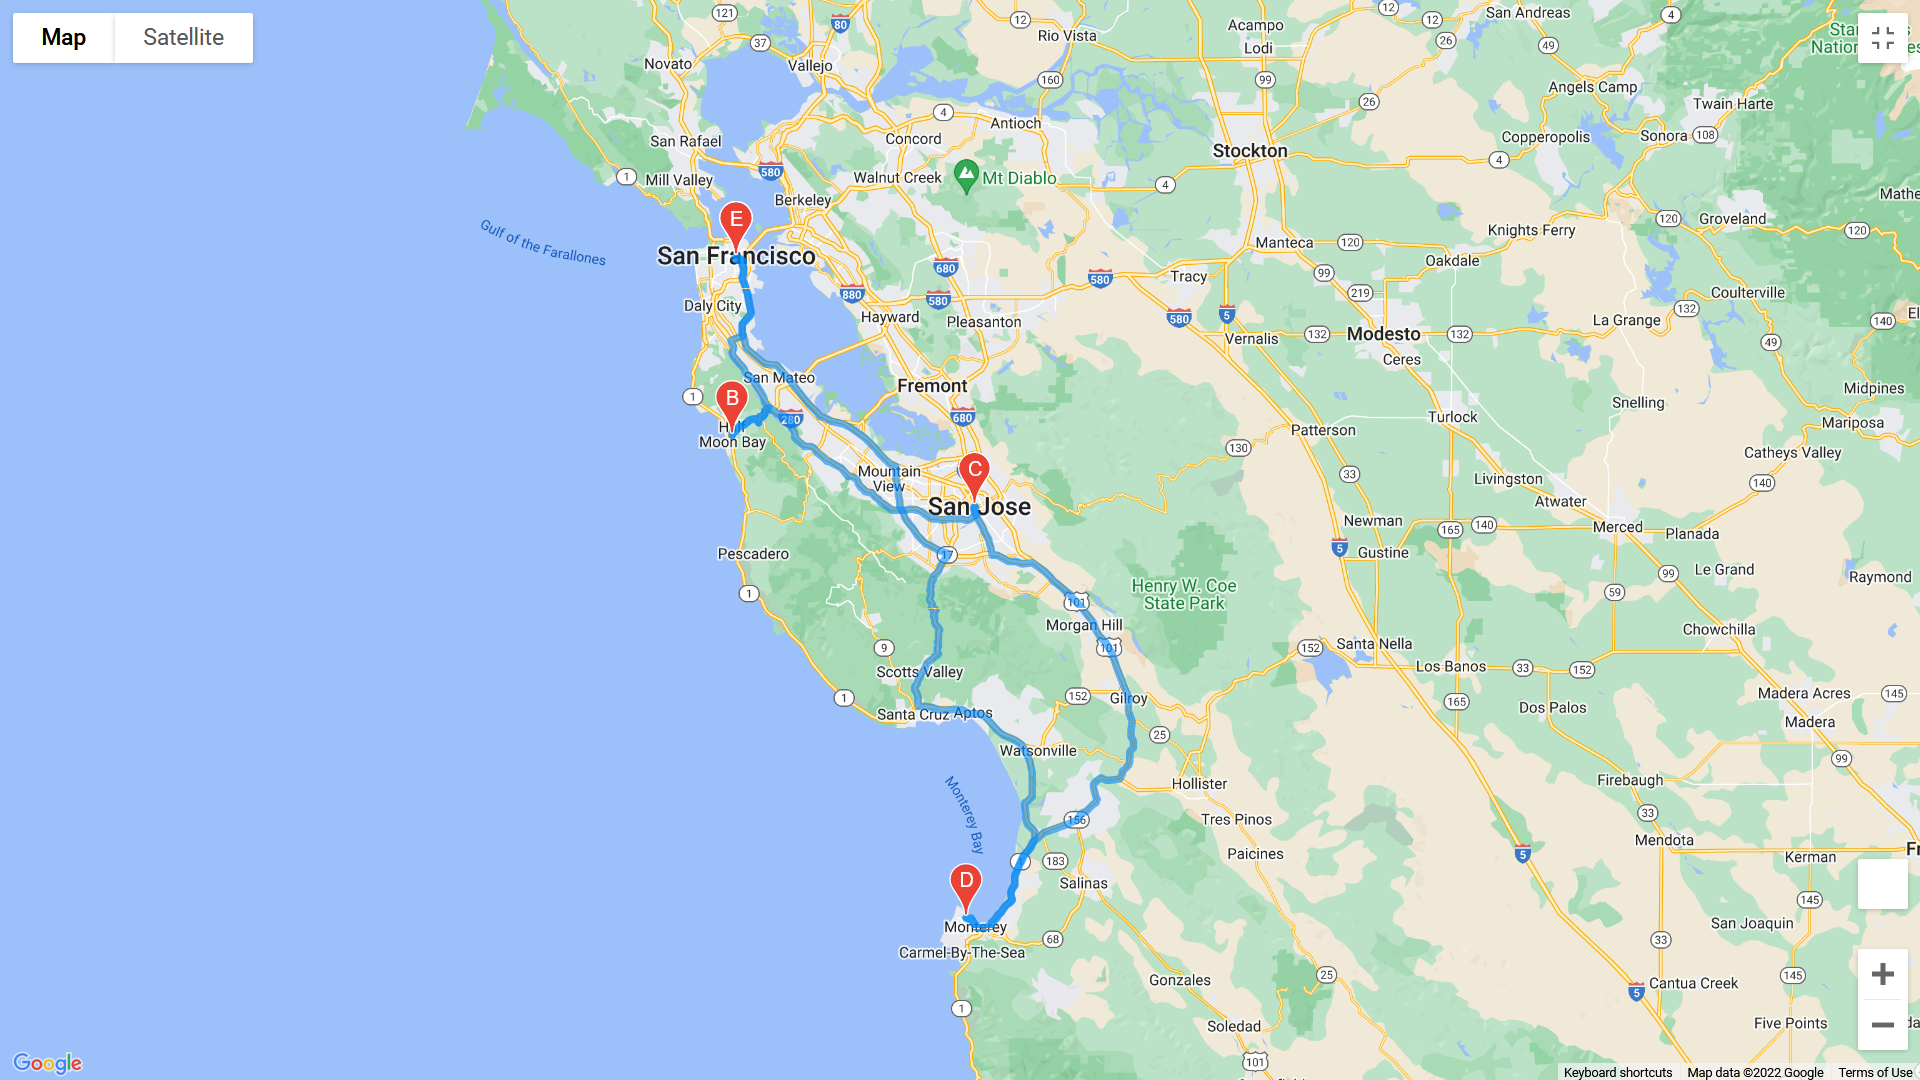 Map
Satellite
121
80
12
Rio Vista
Acampo
Lodi
12
12
26
San Andreas
4
49
37
Novato
Vallejo
160
99
26
Angels Camp
Twain Harte
4
Antioch
Concord
San Rafael
Stockton
Copperopolis
Sonora
108
4
580
1
Mill Valley
Walnut Creek
Mt Diablo
4
Berkeley
E
Gulf of the Farallones
San Francisco
Manteca
120
Knights Ferry
120
Groveland
120
Oakdale
680
580
Tracy
99
219
Coulterville
880
580
Daly City
Hayward
Pleasanton
580
5
Vernalis
132
Modesto
132
La Grange
132
140
49
Ceres
San Mateo
Fremont
1
B
280
680
Half
Moon Bay
Midpines
Snelling
Turlock
Mariposa
Patterson
130
33
Catheys Valley
140
Livingston
Atwater
Mountain
View
C
San Jose
Newman
165
140
Merced
Planada
5
Gustine
Pescadero
17
99
Le Grand
Raymond
Henry W. Coe
State Park
1
101
59
Morgan Hill
101
Chowchilla
9
152
Santa Nella
Los Banos
33
152
Scotts Valley
1
152
Gilroy
165
Dos Palos
Madera Acres
145
Madera
Santa Cruz
Aptos
25
Watsonville
99
Hollister
Firebaugh
Monterey Bay
156
Tres Pinos
33
Mendota
5
183
Paicines
Kerman
D
Salinas
145
Monterey
68
San Joaquin
33
Carmel-By-The-Sea
Gonzales
25
145
5
Cantua Creek
1
Soledad
Five Points
101
Google
Keyboard shortcuts
Map data ©2022 Google
Terms of Use